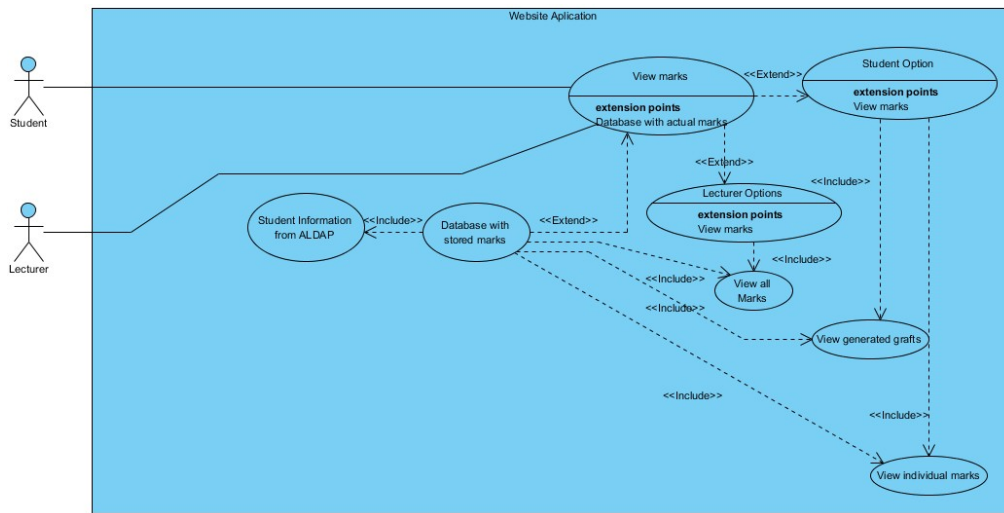 Website Aplication
View marks
extension points
Database with actual marks
<<Extend>>
Student Option
extension points
View marks
Student
<<Extend>>
<<Include>>
Lecturer Options
extension points
View marks
Student Information
from ALDAP
<<Include>>
Database with
stored marks
<<Extend>>
Lecturer
<<Include>>
<<Include>>
View all
Marks
<<Include>>
View generated grafts
<<Include>>
<<Include>>
View individual marks